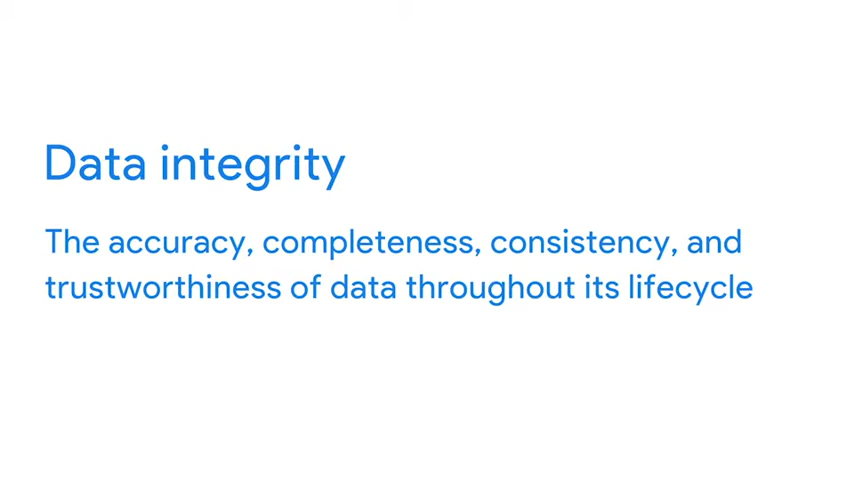 Data integrity
The accuracy, completeness, consistency, and
trustworthiness of data throughout its lifecycle